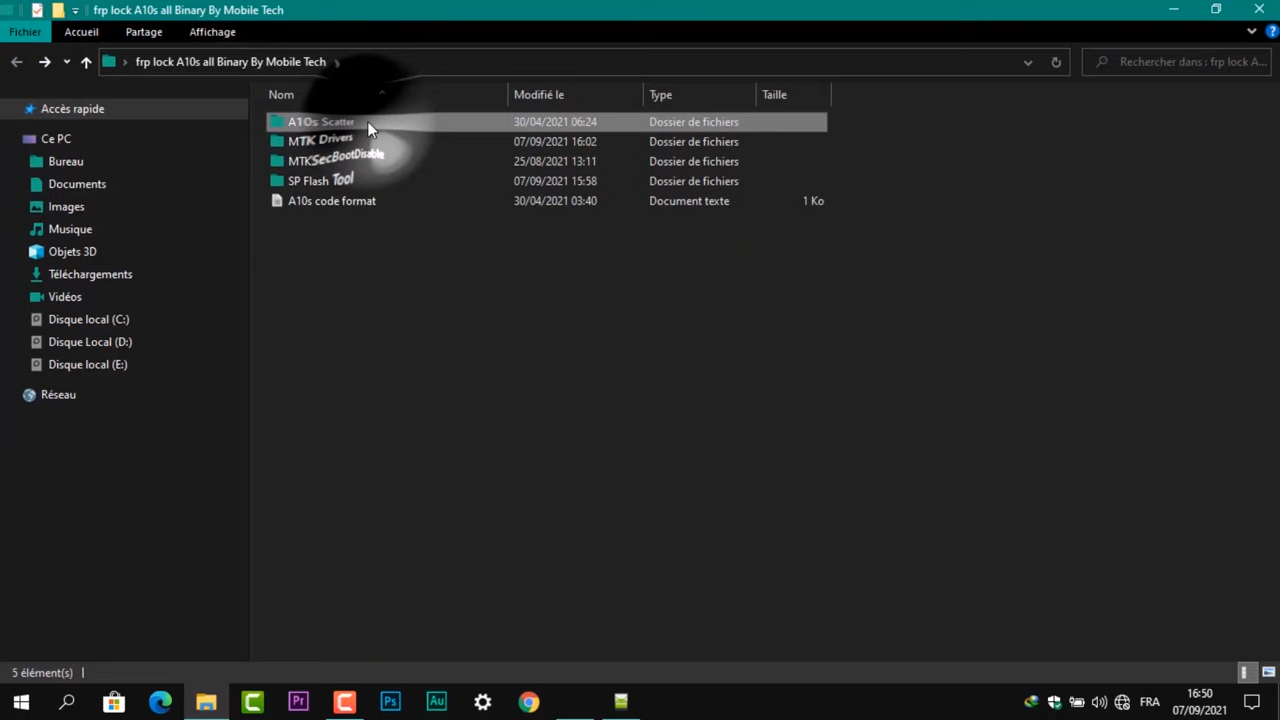 frp lock A10s all Binary By Mobile Tech
Fichier Accueil Partage Affichage
frp lock A10s all Binary By Mobile Tech
Rechercher dans : frp lock A...
Nom Modifié le Type Taille
Accès rapide
Ce PC
Bureau
Documents
Images
Musique
Objets 3D
Téléchargements
Vidéos
Disque local (C:)
Disque Local (D:)
Disque local (E:)
Réseau
A10s Scatter 30/04/2021 06:24 Dossier de fichiers
MTK Drivers 07/09/2021 16:02 Dossier de fichiers
MTKSecBootDisable 25/08/2021 13:11 Dossier de fichiers
SP Flash Tool 07/09/2021 15:58 Dossier de fichiers
A10s code format 30/04/2021 03:40 Document texte 1 Ko
5 élément(s)
Pr Ps Au
FRA
16:50
07/09/2021